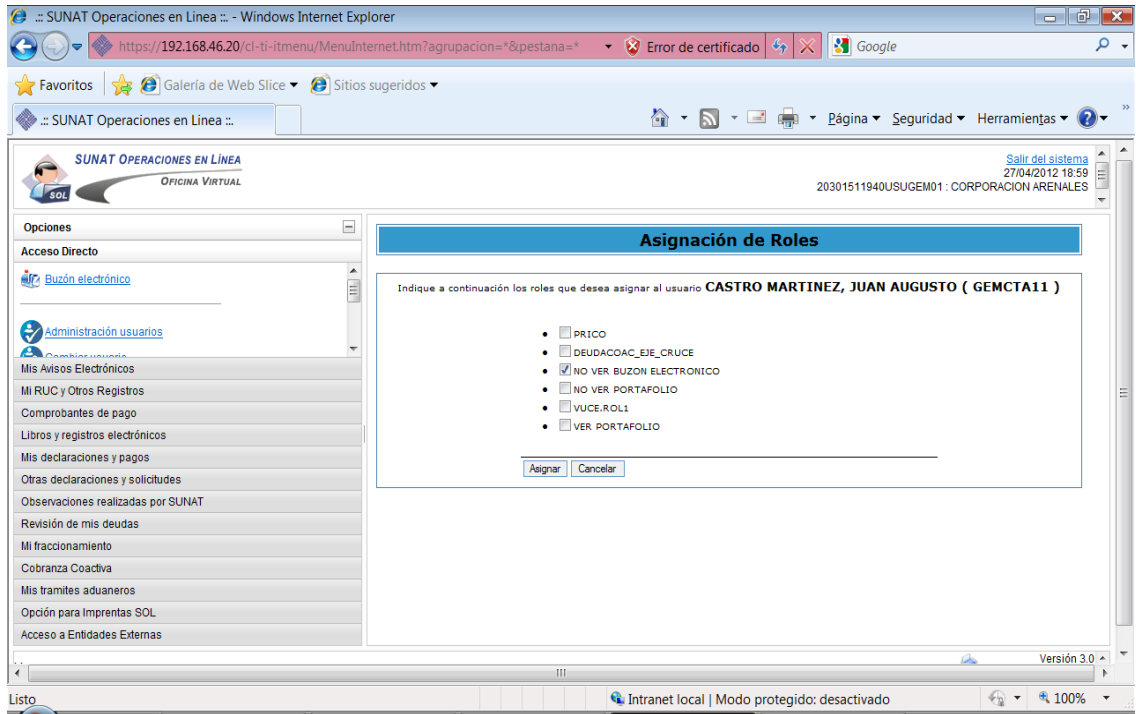 .:: SUNAT Operaciones en Linea ::. - Windows Internet Explorer
https://192.168.46.20/cl-ti-itmenu/MenuInternet.htm?agrupacion=*&pestana=*
Error de certificado
Google
Favoritos
Galería de Web Slice
Sitios sugeridos
.:: SUNAT Operaciones en Linea ::.
Página
Seguridad
Herramientas
»
SUNAT OPERACIONES EN LÍNEA
OFICINA VIRTUAL
SOL
Salir del sistema
27/04/2012 18:59
20301511940USUGEM01 : CORPORACION ARENALES
Opciones
Acceso Directo
Buzón electrónico
Administración usuarios
Cambiar usuario
Mis Avisos Electrónicos
Mi RUC y Otros Registros
Comprobantes de pago
Libros y registros electrónicos
Mis declaraciones y pagos
Otras declaraciones y solicitudes
Observaciones realizadas por SUNAT
Revisión de mis deudas
Mi fraccionamiento
Cobranza Coactiva
Mis tramites aduaneros
Opción para Imprentas SOL
Acceso a Entidades Externas
Asignación de Roles
Indique a continuación los roles que desea asignar al usuario CASTRO MARTINEZ, JUAN AUGUSTO ( GEMCTA11 )
PRICO
DEUDACOAC_EJE_CRUCE
NO VER BUZON ELECTRONICO
NO VER PORTAFOLIO
VUCE.ROL1
VER PORTAFOLIO
Asignar
Cancelar
Versión 3.0
Listo
Intranet local | Modo protegido: desactivado
100%